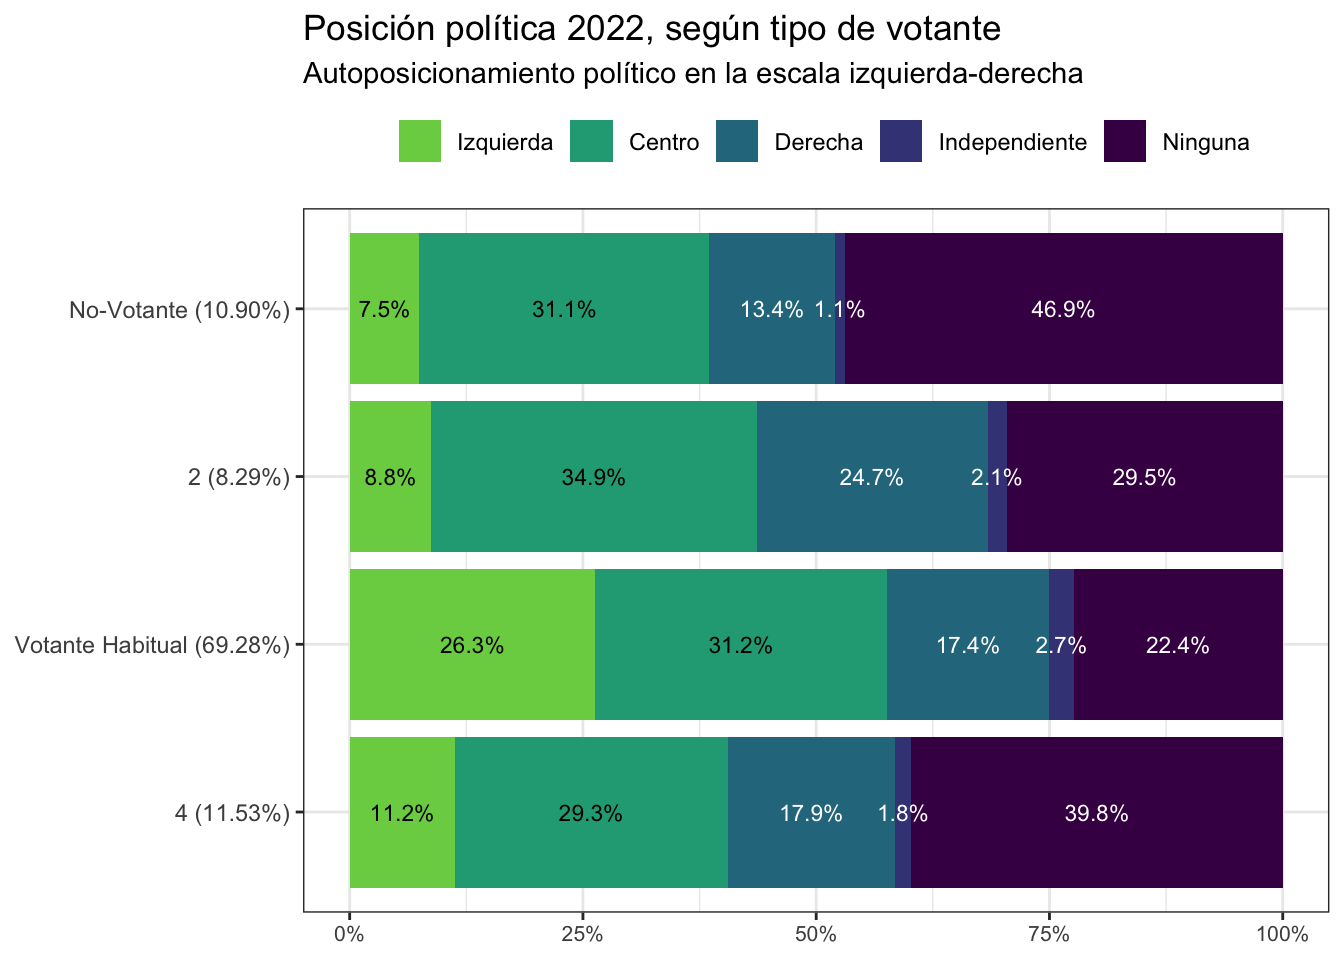 Posición política 2022, según tipo de votante
Autoposicionamiento político en la escala izquierda-derecha
Izquierda Centro Derecha Independiente Ninguna
No-Votante (10.90%) 7.5% 31.1% 13.4% 1.1% 46.9%
2 (8.29%) 8.8% 34.9% 24.7% 2.1% 29.5%
Votante Habitual (69.28%) 26.3% 31.2% 17.4% 2.7% 22.4%
4 (11.53%) 11.2% 29.3% 17.9% 1.8% 39.8%
0% 25% 50% 75% 100%